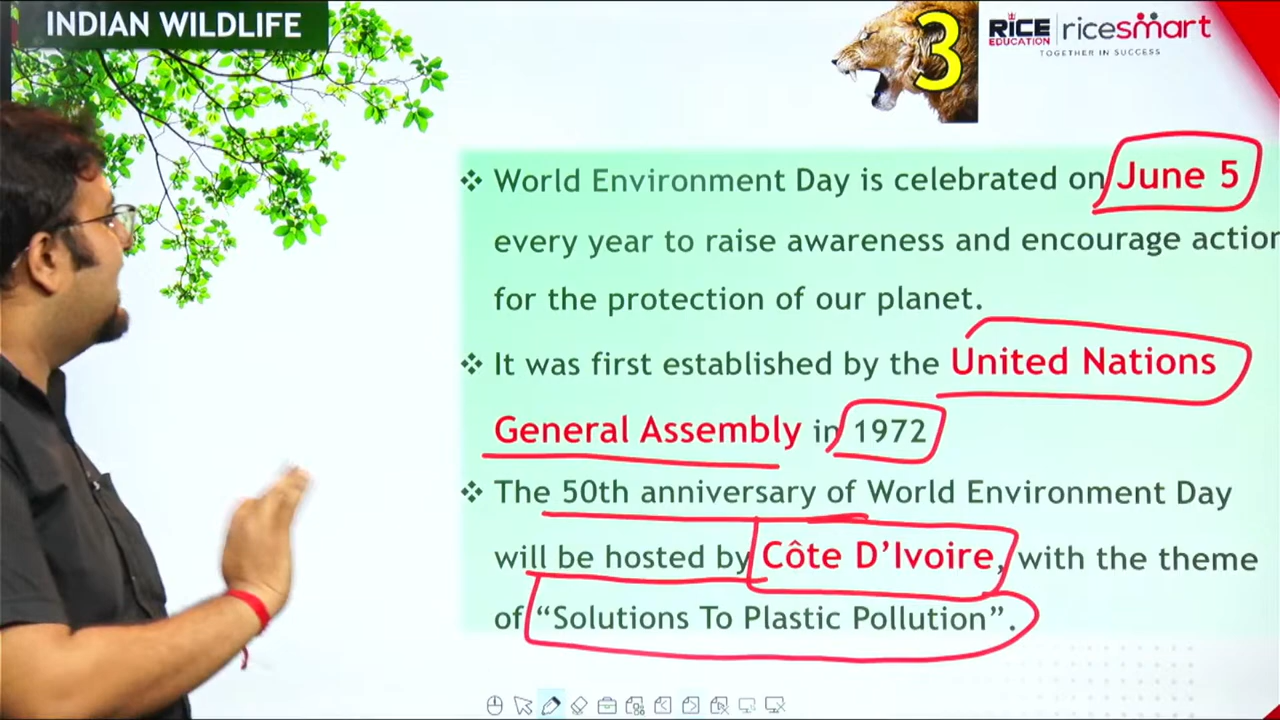 INDIAN WILDLIFE
3
RICE EDUCATION ricesmart
TOGETHER IN SUCCESS
❖ World Environment Day is celebrated on June 5
every year to raise awareness and encourage action
for the protection of our planet.
❖ It was first established by the United Nations
General Assembly in 1972
❖ The 50th anniversary of World Environment Day
will be hosted by Côte D’Ivoire, with the theme
of “Solutions To Plastic Pollution”.